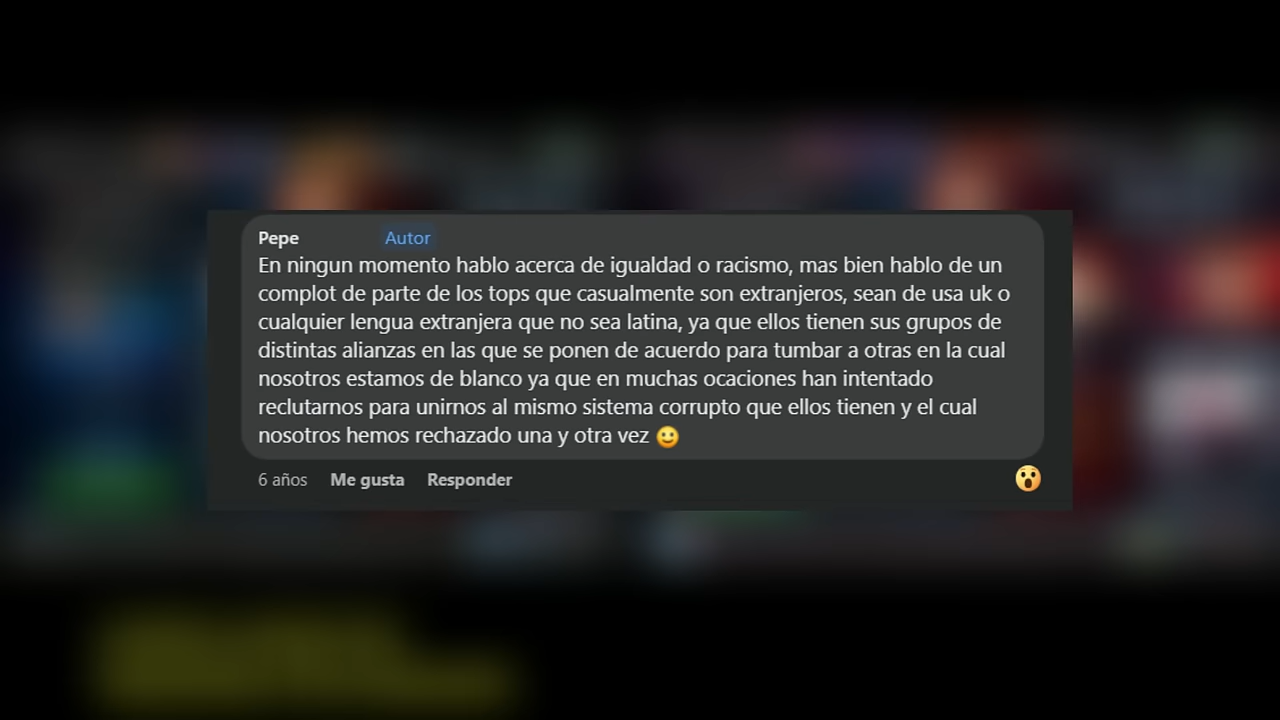 Pepe Autor
En ningun momento hablo acerca de igualdad o racismo, mas bien hablo de un
complot de parte de los tops que casualmente son extranjeros, sean de usa uk o
cualquier lengua extranjera que no sea latina, ya que ellos tienen sus grupos de
distintas alianzas en las que se ponen de acuerdo para tumbar a otras en la cual
nosotros estamos de blanco ya que en muchas ocaciones han intentado
reclutarnos para unirnos al mismo sistema corrupto que ellos tienen y el cual
nosotros hemos rechazado una y otra vez 🙂
6 años Me gusta Responder